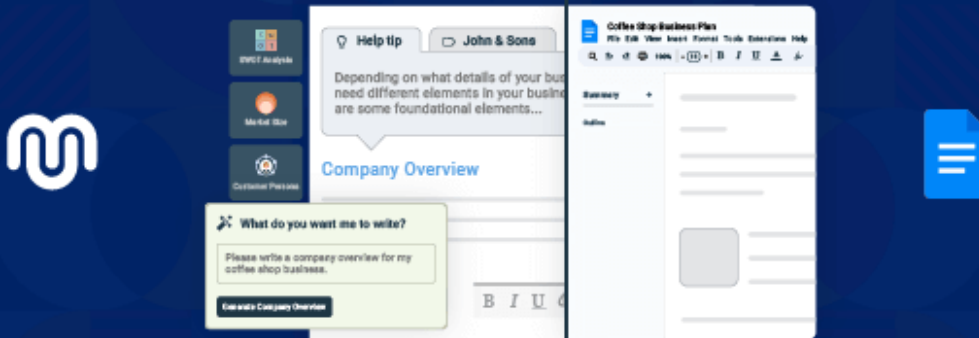 SWOT Analysis
Market Size
Customer Persona
Help tip
John & Sons
Depending on what details of your bus
need different elements in your busine
are some foundational elements...
Company Overview
What do you want me to write?
Please write a company overview for my
coffee shop business.
Generate Company Overview
B I U
Coffee Shop Business Plan
File Edit View Insert Format Tools Extensions Help
100%
B I U A
Summary +
Outline